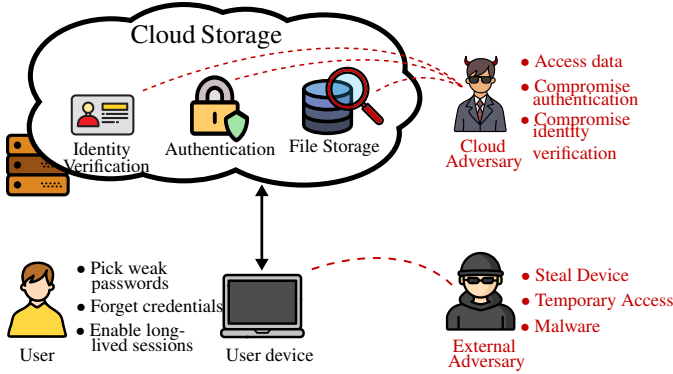 Cloud Storage
Identity
Verification
Authentication
File Storage
Cloud
Adversary
• Access data
• Compromise
authentication
• Compromise
identity
verification
User
• Pick weak
passwords
• Forget credentials
• Enable long-
lived sessions
User device
External
Adversary
• Steal Device
• Temporary Access
• Malware